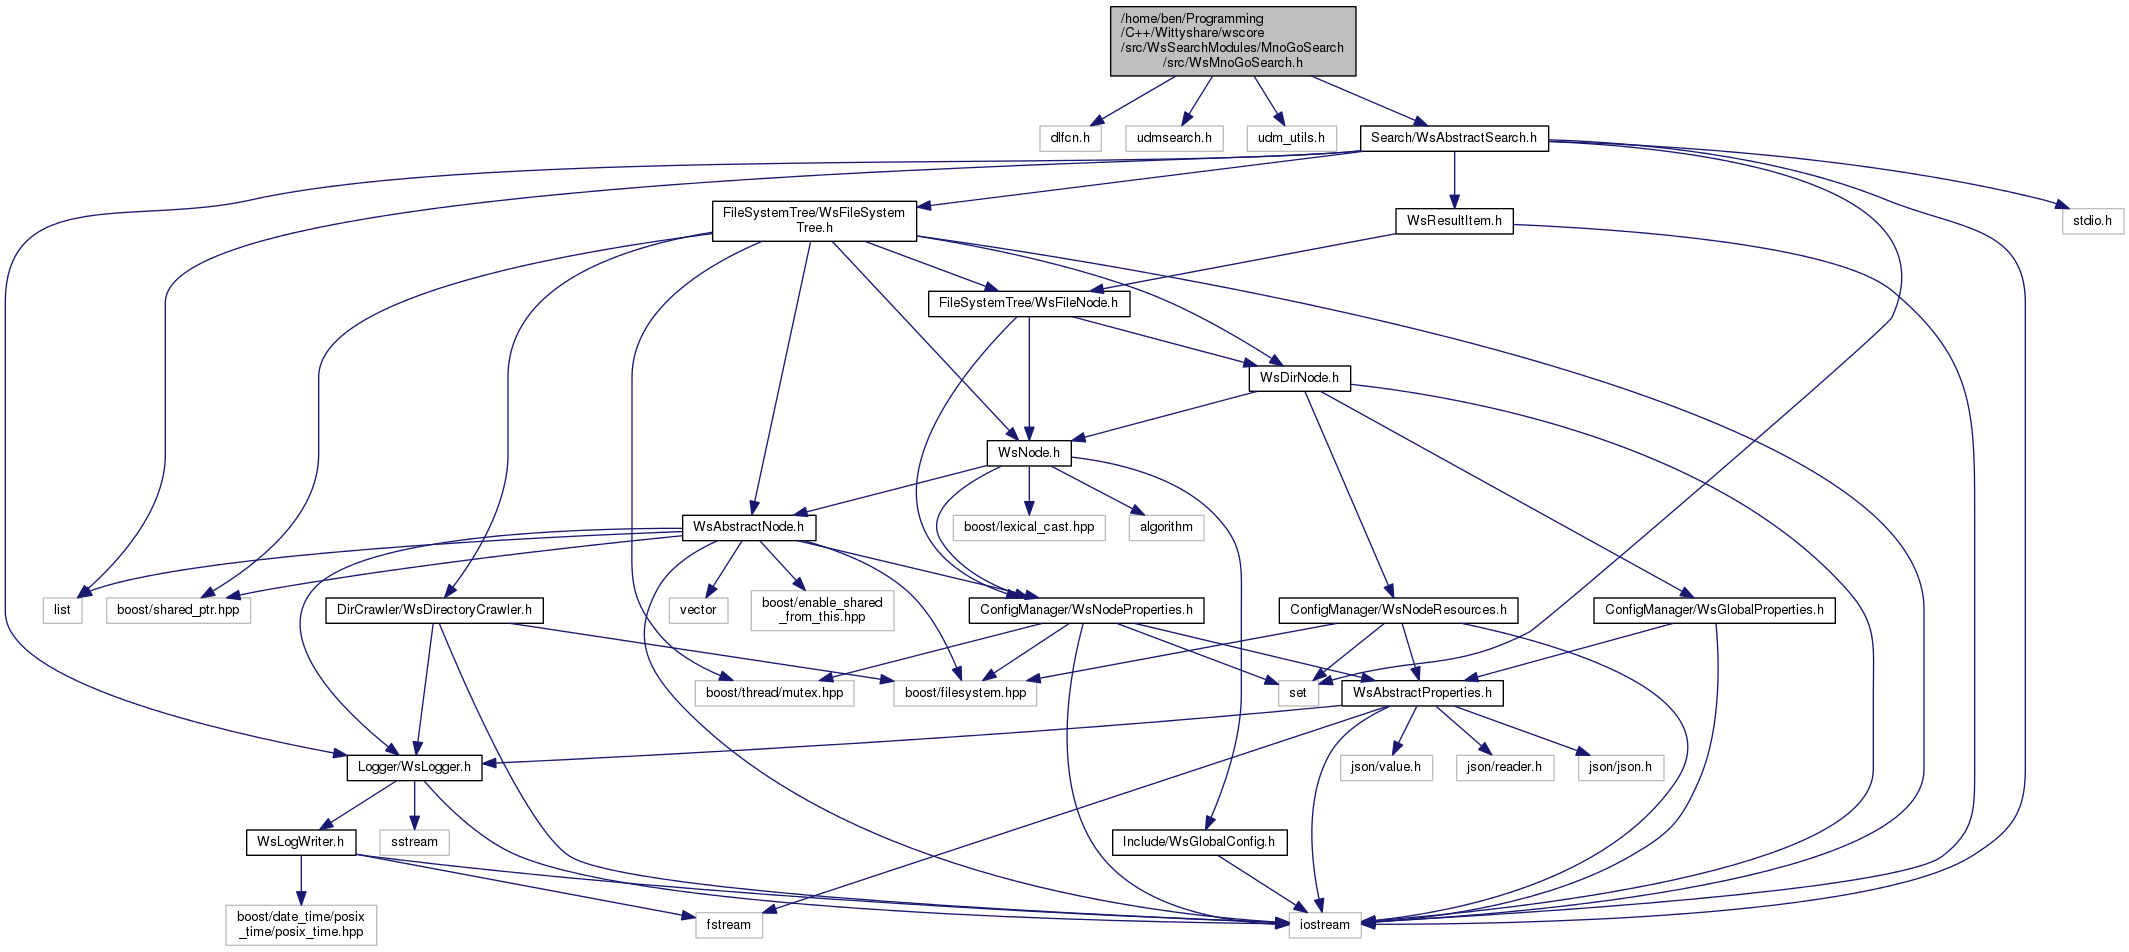 /home/ben/Programming
/C++/Wittyshare/wscore
/src/WsSearchModules/MnoGoSearch
/src/WsMnoGoSearch.h
dlfcn.h
udmsearch.h
udm_utils.h
Search/WsAbstractSearch.h
FileSystemTree/WsFileSystem
Tree.h
WsResultItem.h
stdio.h
FileSystemTree/WsFileNode.h
WsDirNode.h
WsNode.h
WsAbstractNode.h
boost/lexical_cast.hpp
algorithm
list
boost/shared_ptr.hpp
DirCrawler/WsDirectoryCrawler.h
vector
boost/enable_shared
_from_this.hpp
ConfigManager/WsNodeProperties.h
ConfigManager/WsNodeResources.h
ConfigManager/WsGlobalProperties.h
boost/thread/mutex.hpp
boost/filesystem.hpp
set
WsAbstractProperties.h
Logger/WsLogger.h
json/value.h
json/reader.h
json/json.h
WsLogWriter.h
sstream
Include/WsGlobalConfig.h
boost/date_time/posix
_time/posix_time.hpp
fstream
iostream